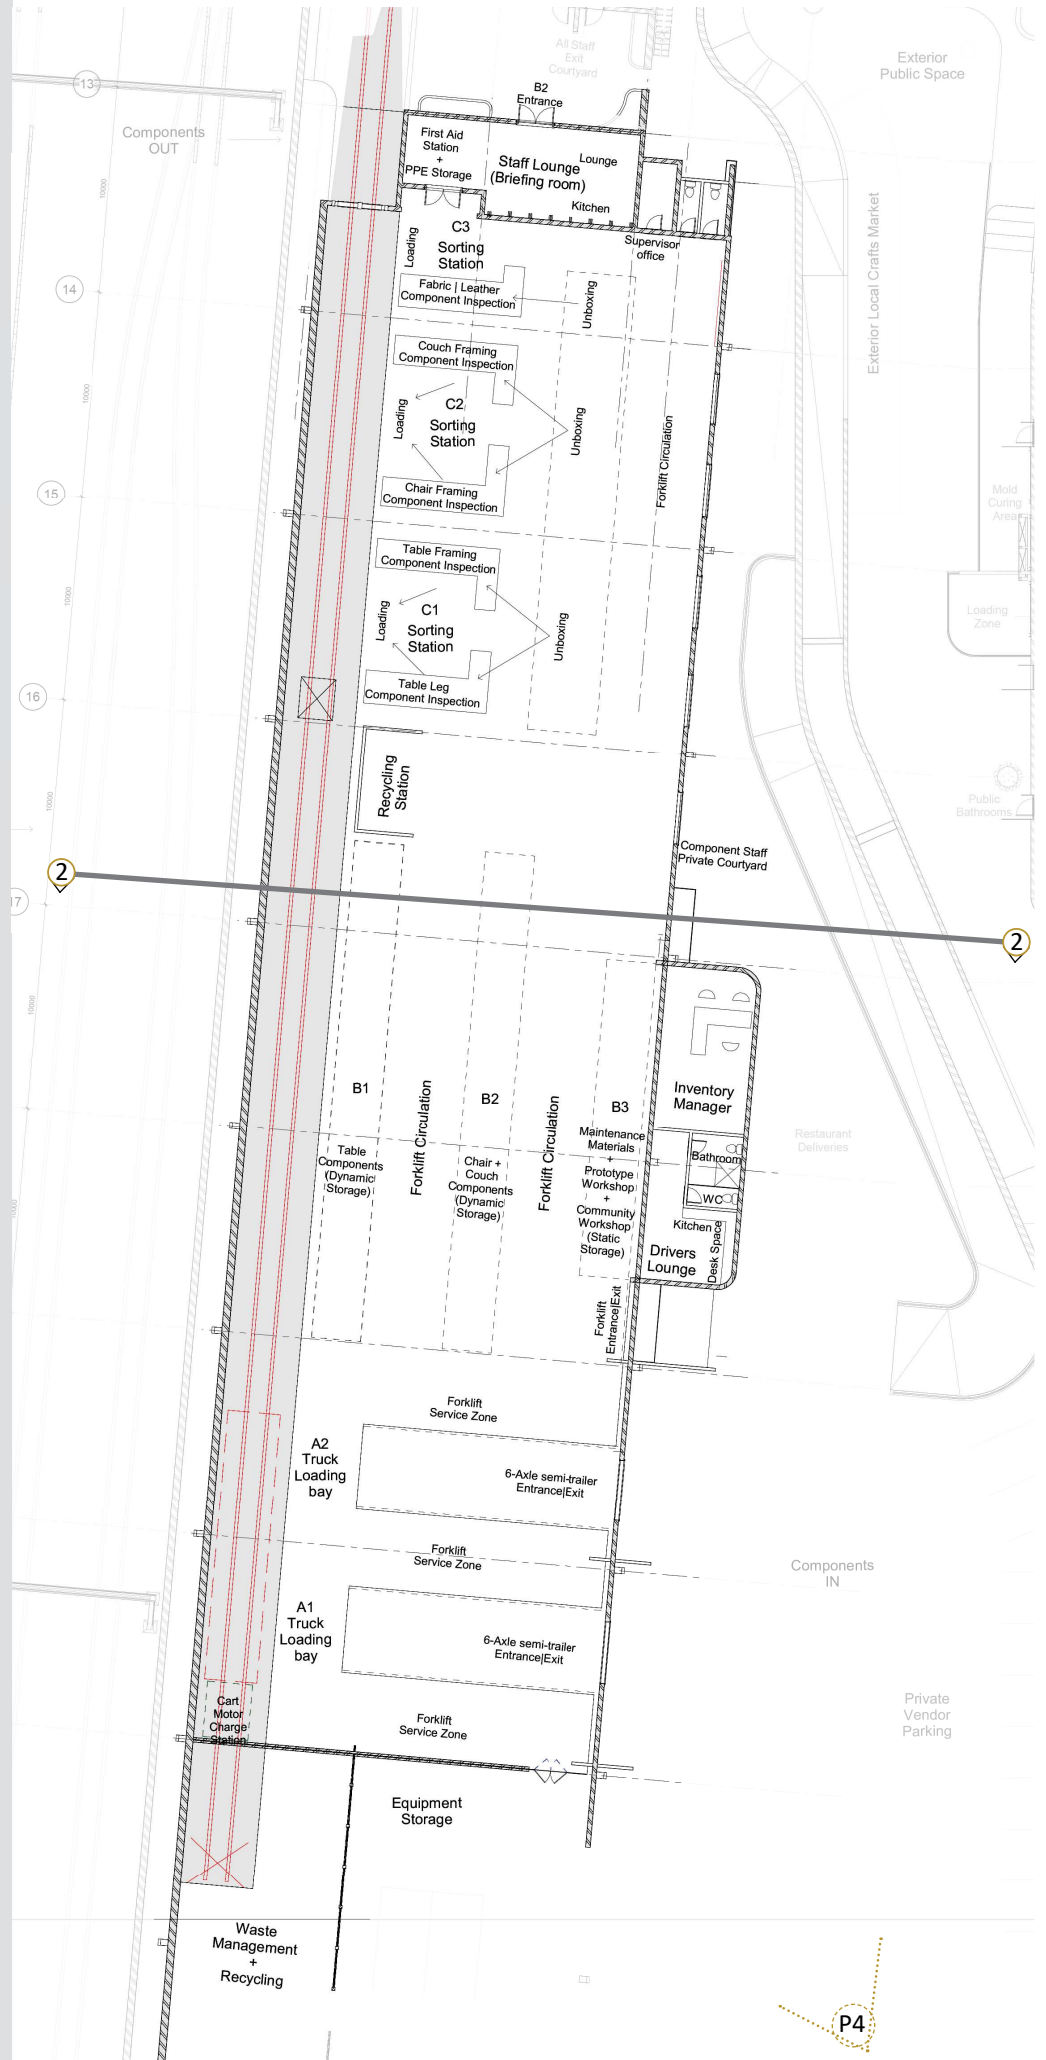 All Staff
Exit
Courtyard
Exterior
Public Space
13
B2
Entrance
Components
OUT
First Aid
Station
+
PPE Storage
Staff Lounge
(Briefing room)
Lounge
Kitchen
10000
Supervisor
office
C3
Sorting
Station
Loading
Exterior Local Crafts Market
14
Fabric | Leather
Component Inspection
Unboxing
Couch Framing
Component Inspection
10000
C2
Sorting
Station
Loading
Unboxing
Forklift Circulation
15
Chair Framing
Component Inspection
Mold
Curing
Area
Table Framing
Component Inspection
10000
C1
Sorting
Station
Loading
Unboxing
Loading
Zone
16
Table Leg
Component Inspection
Recycling
Station
10000
Public
Bathrooms
Component Staff
Private Courtyard
2
17
2
10000
B1
Table
Components
(Dynamic
Storage)
Forklift Circulation
B2
Chair +
Couch
Components
(Dynamic
Storage)
Forklift Circulation
B3
Maintenance
Materials
+
Prototype
Workshop
+
Community
Workshop
(Static
Storage)
Inventory
Manager
Bathroom
WC
Kitchen
Drivers
Lounge
Desk Space
Restaurant
Deliveries
10000
Forklift
Entrance|Exit
Forklift
Service Zone
A2
Truck
Loading
bay
6-Axle semi-trailer
Entrance|Exit
Forklift
Service Zone
Components
IN
A1
Truck
Loading
bay
6-Axle semi-trailer
Entrance|Exit
Cart
Motor
Charge
Station
Forklift
Service Zone
Private
Vendor
Parking
Equipment
Storage
Waste
Management
+
Recycling
P4